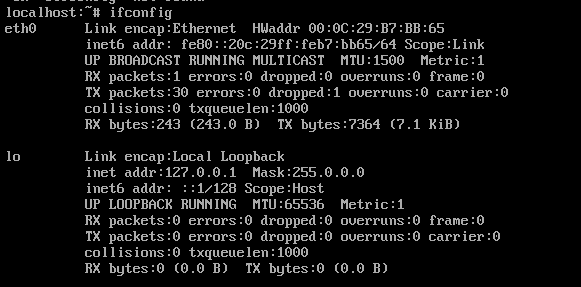 localhost:~# ifconfig
eth0      Link encap:Ethernet  HWaddr 00:0C:29:B7:BB:65
          inet6 addr: fe80::20c:29ff:feb7:bb65/64 Scope:Link
          UP BROADCAST RUNNING MULTICAST  MTU:1500  Metric:1
          RX packets:1 errors:0 dropped:0 overruns:0 frame:0
          TX packets:30 errors:0 dropped:1 overruns:0 carrier:0
          collisions:0 txqueuelen:1000
          RX bytes:243 (243.0 B)  TX bytes:7364 (7.1 KiB)
lo        Link encap:Local Loopback
          inet addr:127.0.0.1  Mask:255.0.0.0
          inet6 addr: ::1/128 Scope:Host
          UP LOOPBACK RUNNING  MTU:65536  Metric:1
          RX packets:0 errors:0 dropped:0 overruns:0 frame:0
          TX packets:0 errors:0 dropped:0 overruns:0 carrier:0
          collisions:0 txqueuelen:1000
          RX bytes:0 (0.0 B)  TX bytes:0 (0.0 B)